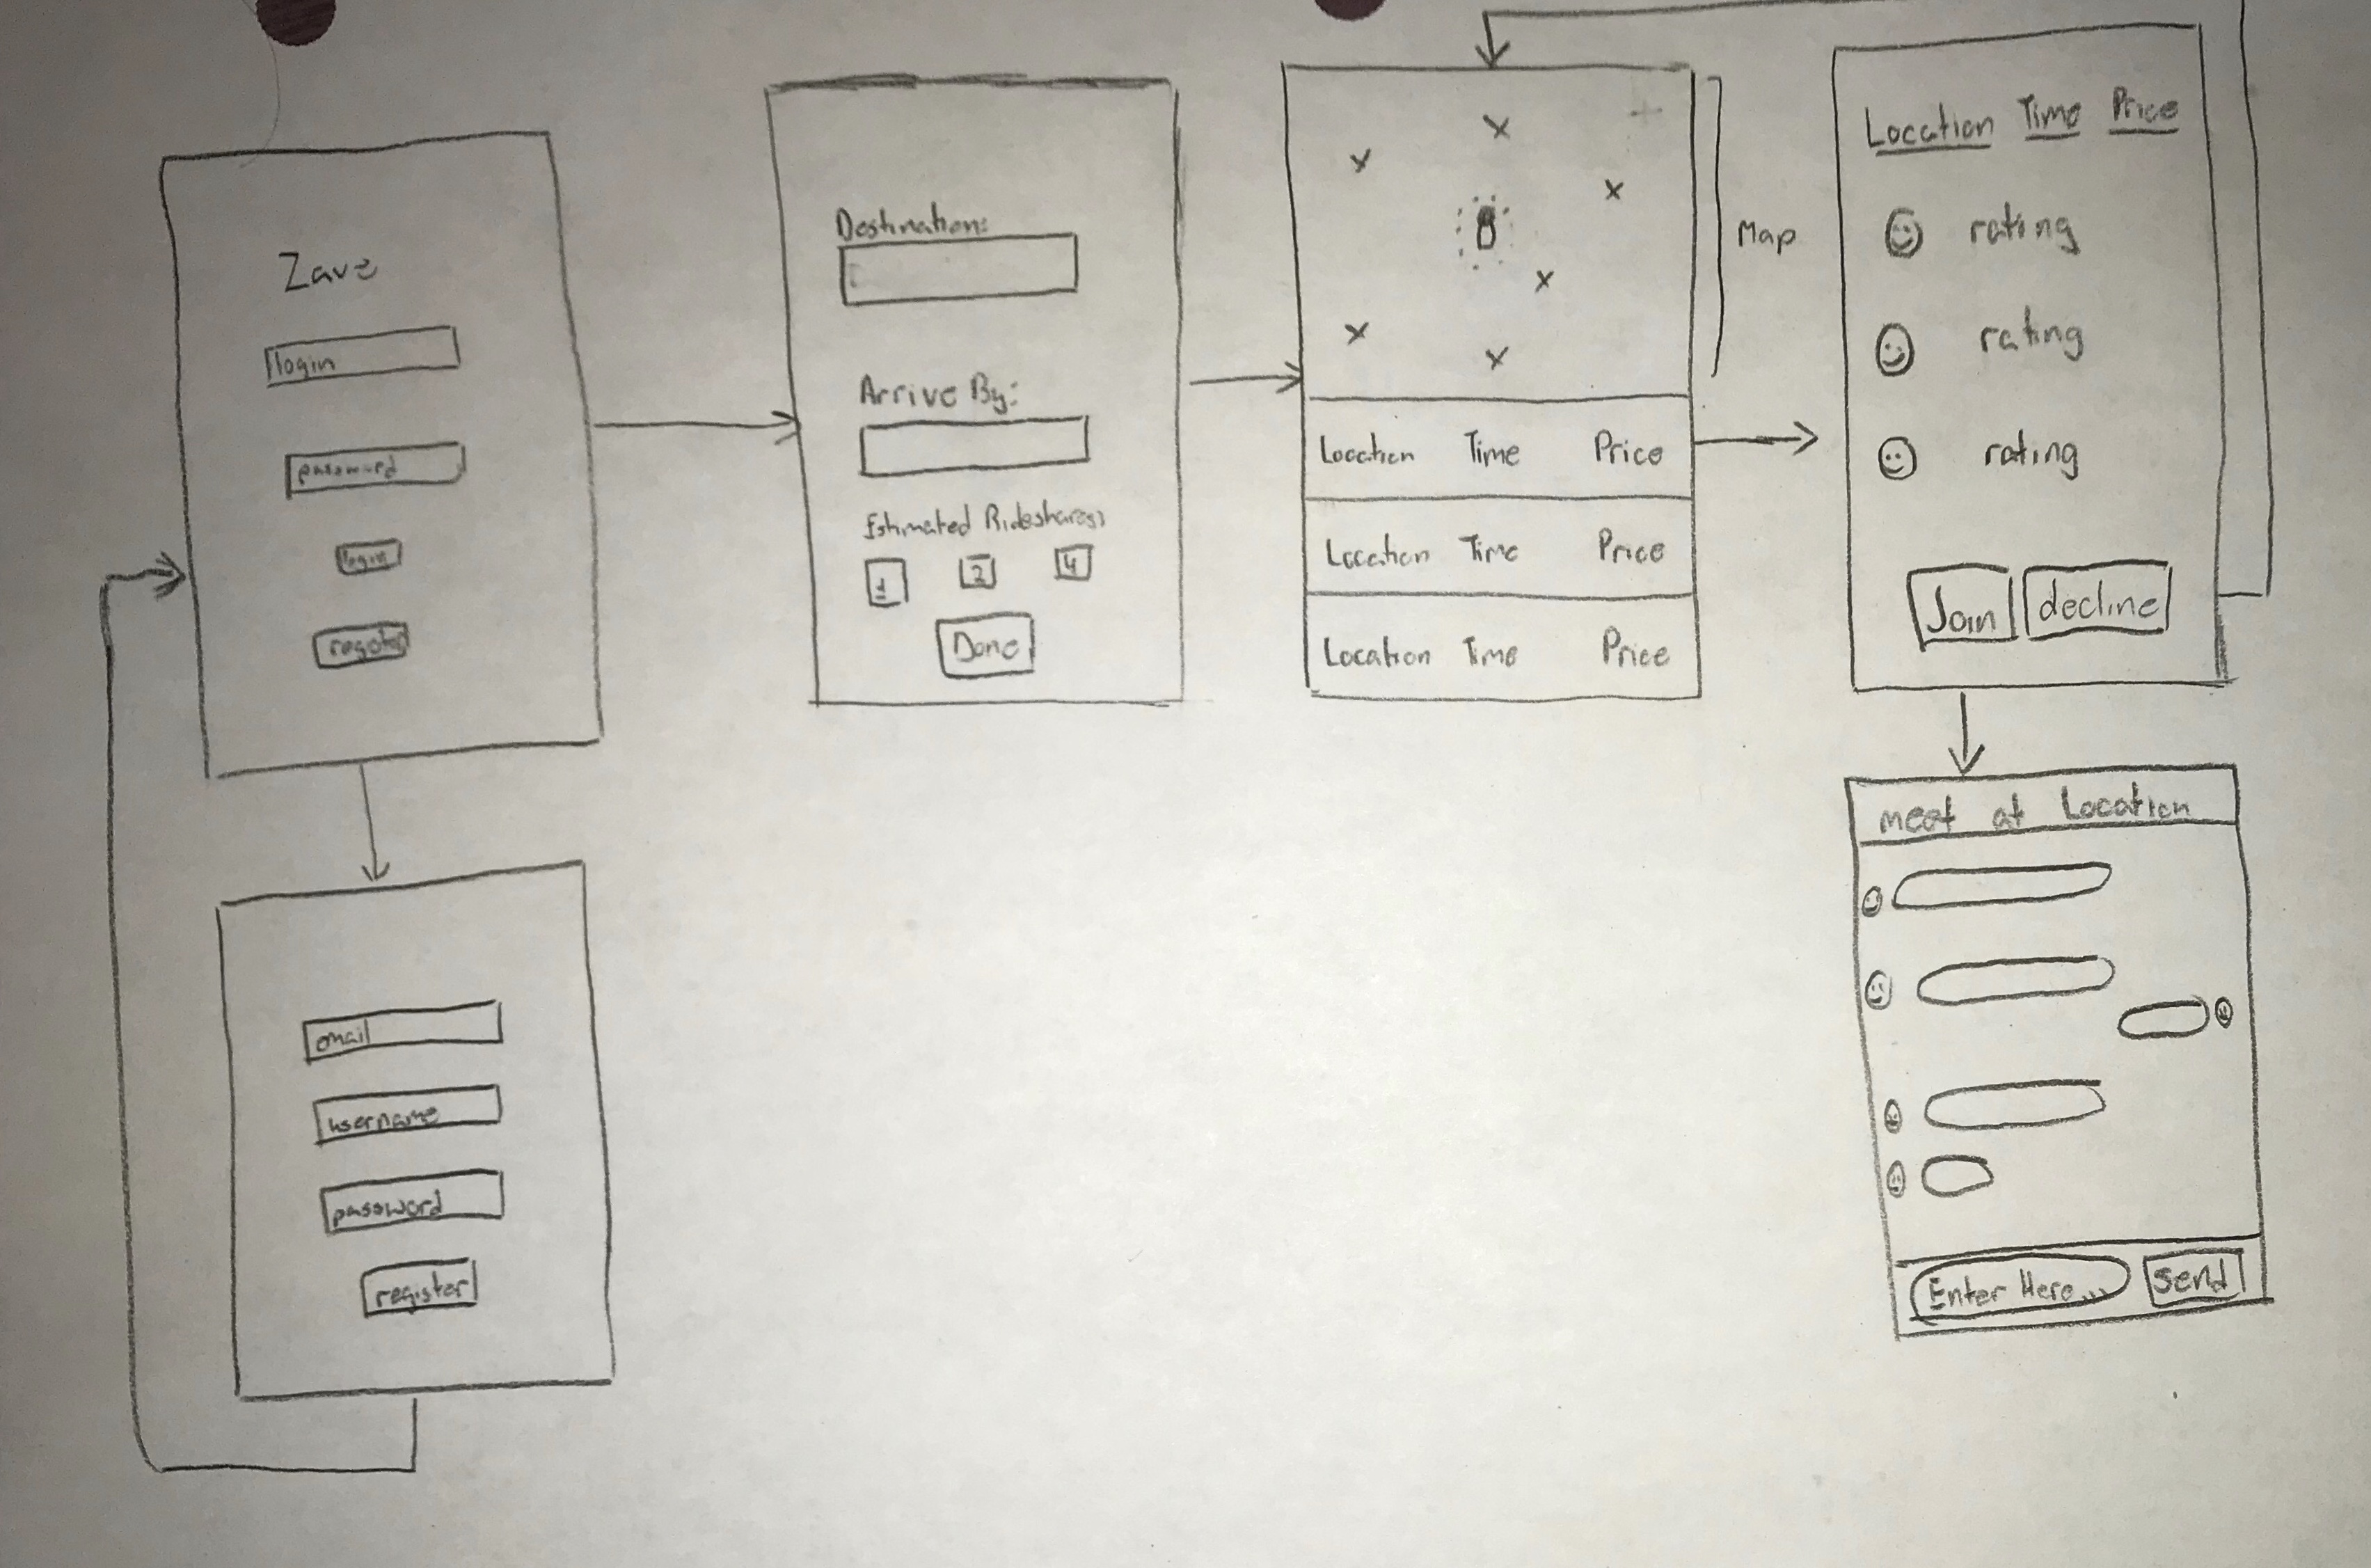 Zave
login
password
login
register
email
username
password
register
Destination:
Arrive By:
Estimated Rideshares:
1 2 4
Done
Map
Location Time Price
Location Time Price
Location Time Price
Location Time Price
rating
rating
rating
Join decline
meet at Location
Enter Here... Send